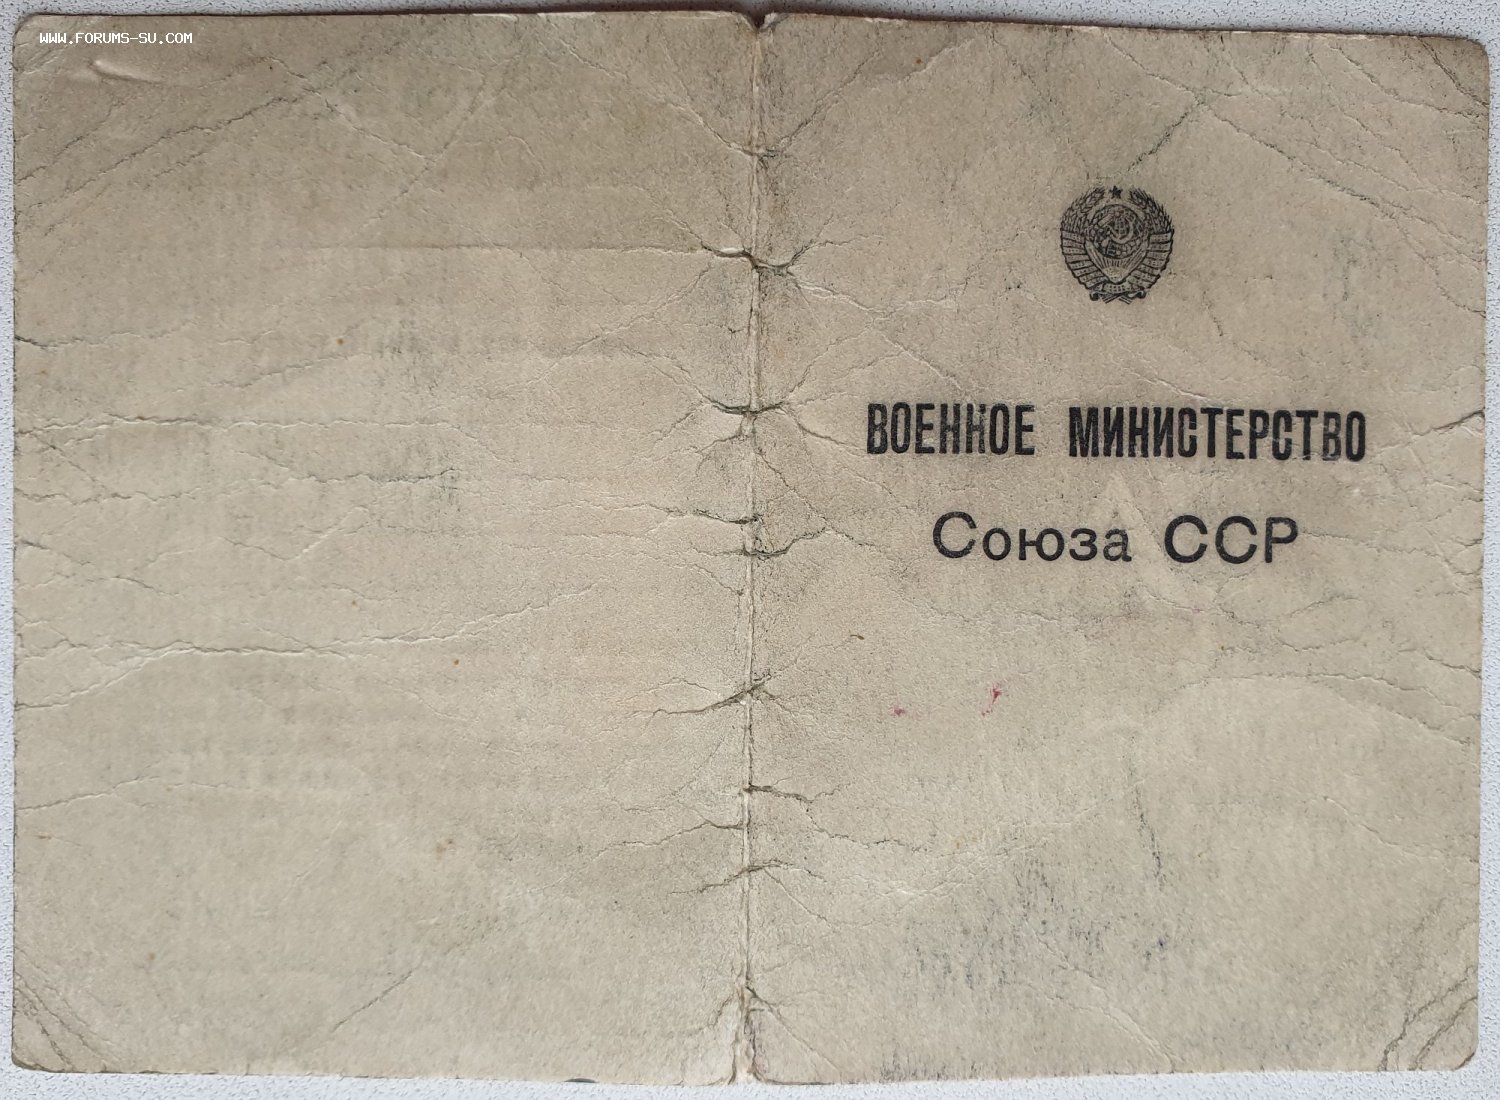 WWW.FORUMS-SU.COM
ВОЕННОЕ МИНИСТЕРСТВО
Союза ССР